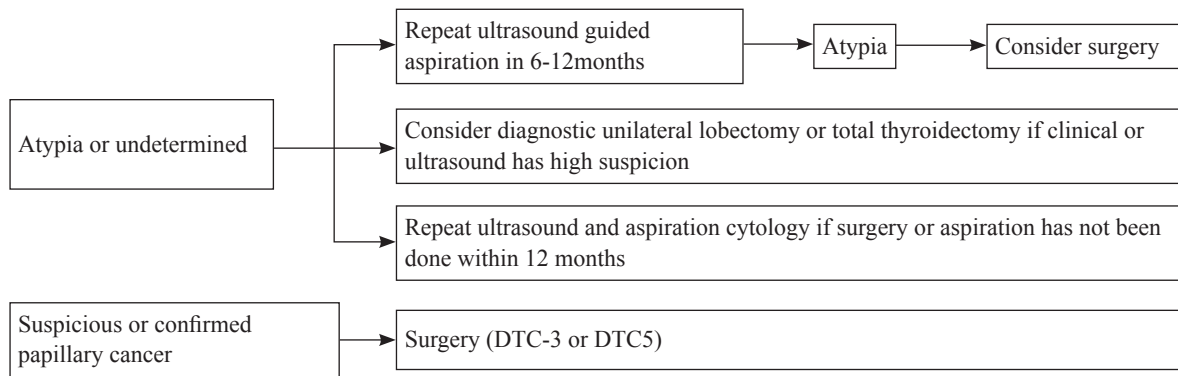 Repeat ultrasound guided
aspiration in 6-12months
Atypia
Consider surgery
Atypia or undetermined
Consider diagnostic unilateral lobectomy or total thyroidectomy if clinical or
ultrasound has high suspicion
Repeat ultrasound and aspiration cytology if surgery or aspiration has not been
done within 12 months
Suspicious or confirmed
papillary cancer
Surgery (DTC-3 or DTC5)